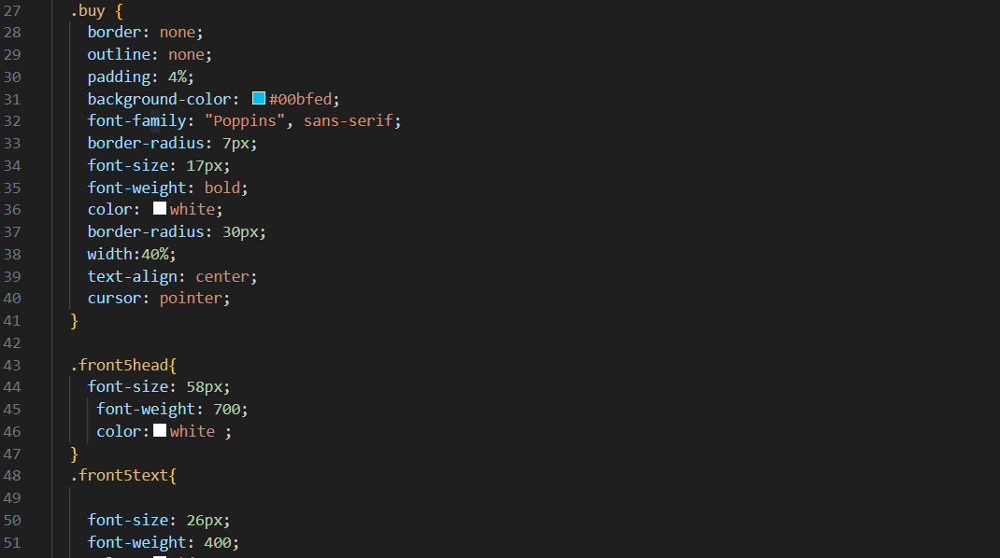 27 .buy {
28 border: none;
29 outline: none;
30 padding: 4%;
31 background-color: #00bfed;
32 font-family: "Poppins", sans-serif;
33 border-radius: 7px;
34 font-size: 17px;
35 font-weight: bold;
36 color: white;
37 border-radius: 30px;
38 width:40%;
39 text-align: center;
40 cursor: pointer;
41 }
42
43 .front5head{
44 font-size: 58px;
45 font-weight: 700;
46 color: white ;
47 }
48 .front5text{
49
50 font-size: 26px;
51 font-weight: 400;